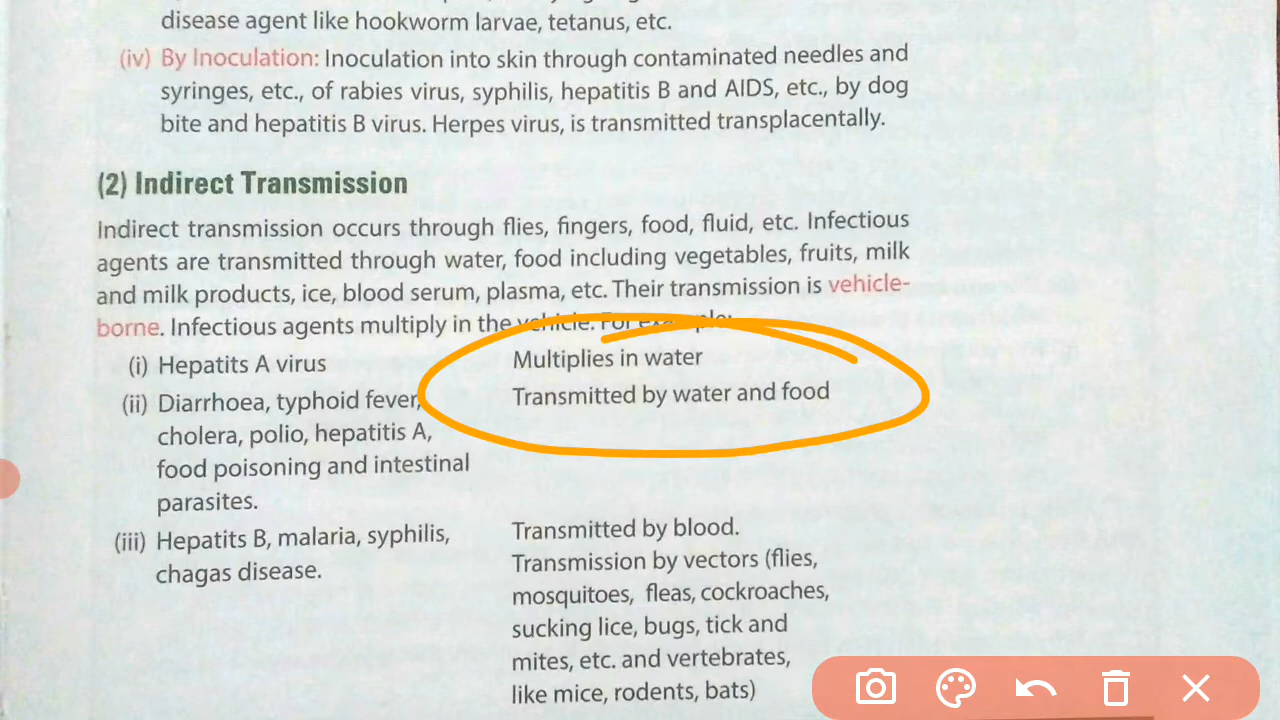 disease agent like hookworm larvae, tetanus, etc.
(iv) By Inoculation: Inoculation into skin through contaminated needles and
syringes, etc., of rabies virus, syphilis, hepatitis B and AIDS, etc., by dog
bite and hepatitis B virus. Herpes virus, is transmitted transplacentally.
(2) Indirect Transmission
Indirect transmission occurs through flies, fingers, food, fluid, etc. Infectious
agents are transmitted through water, food including vegetables, fruits, milk
and milk products, ice, blood serum, plasma, etc. Their transmission is vehicle-
borne. Infectious agents multiply in the vehicle. For example:
(i) Hepatits A virus Multiplies in water
(ii) Diarrhoea, typhoid fever, Transmitted by water and food
cholera, polio, hepatitis A,
food poisoning and intestinal
parasites.
(iii) Hepatits B, malaria, syphilis, Transmitted by blood.
chagas disease. Transmission by vectors (flies,
mosquitoes, fleas, cockroaches,
sucking lice, bugs, tick and
mites, etc. and vertebrates,
like mice, rodents, bats)